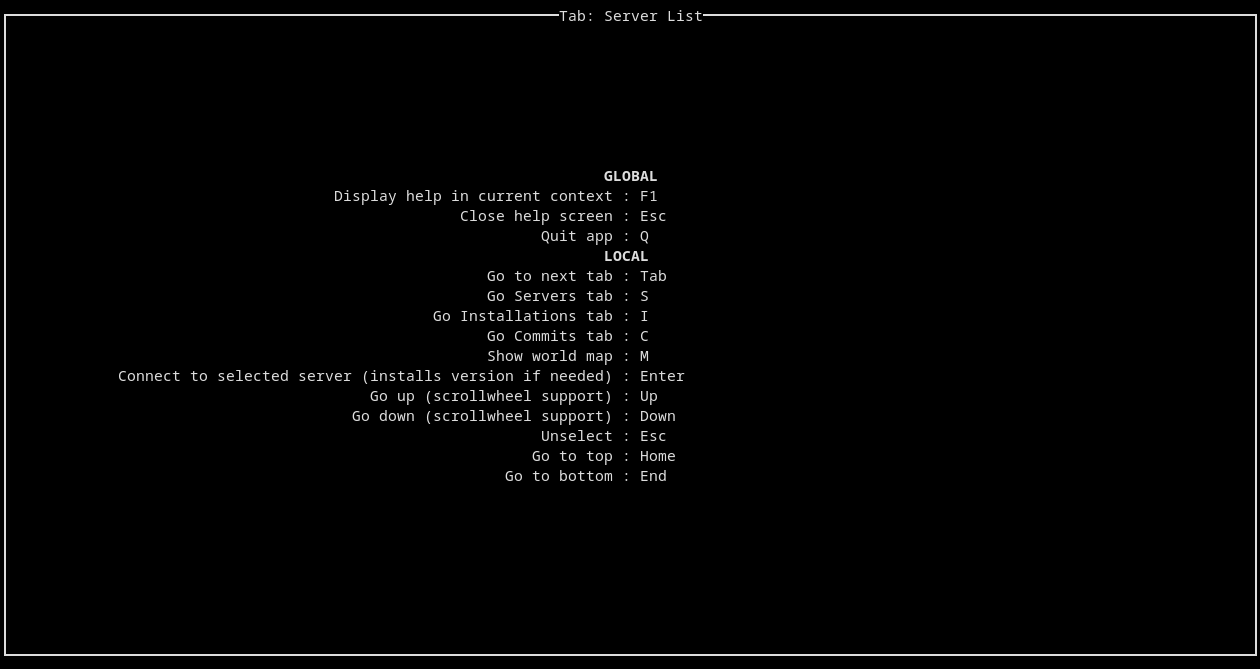 Tab: Server List
GLOBAL
Display help in current context : F1
Close help screen : Esc
Quit app : Q
LOCAL
Go to next tab : Tab
Go Servers tab : S
Go Installations tab : I
Go Commits tab : C
Show world map : M
Connect to selected server (installs version if needed) : Enter
Go up (scrollwheel support) : Up
Go down (scrollwheel support) : Down
Unselect : Esc
Go to top : Home
Go to bottom : End